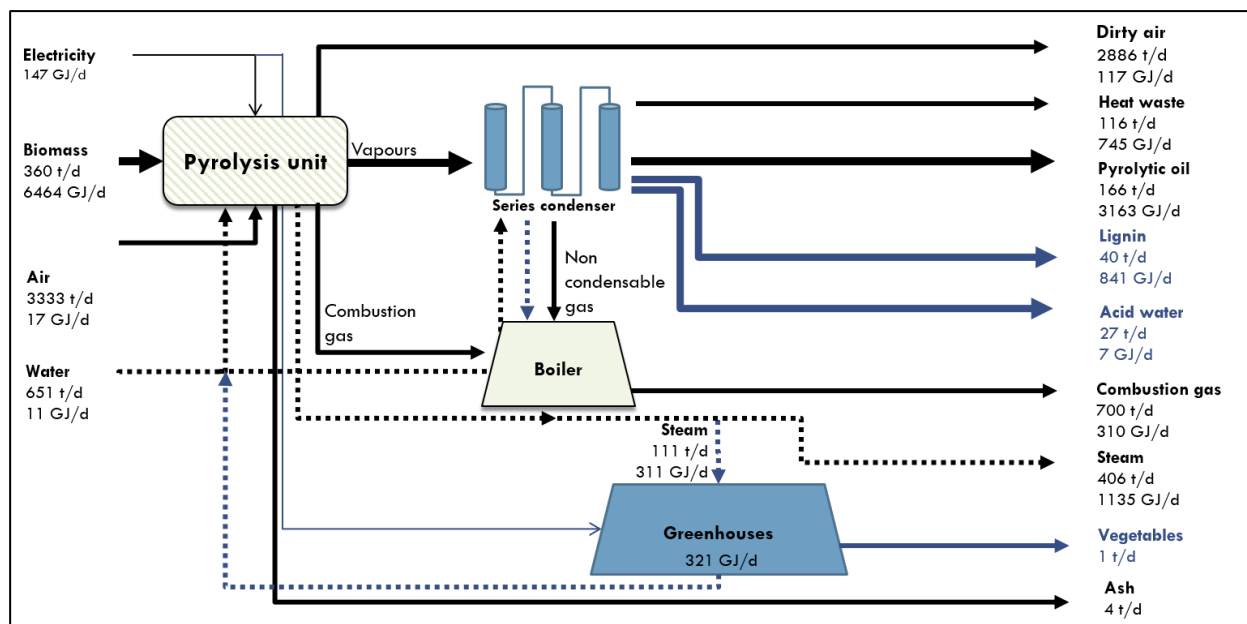 Electricity
147 GJ/d
Biomass
360 t/d
6464 GJ/d
Air
3333 t/d
17 GJ/d
Water
651 t/d
11 GJ/d
Pyrolysis unit
Vapours
Series condenser
Combustion
gas
Non
condensable
gas
Boiler
Steam
111 t/d
311 GJ/d
Greenhouses
321 GJ/d
Dirty air
2886 t/d
117 GJ/d
Heat waste
116 t/d
745 GJ/d
Pyrolytic oil
166 t/d
3163 GJ/d
Lignin
40 t/d
841 GJ/d
Acid water
27 t/d
7 GJ/d
Combustion gas
700 t/d
310 GJ/d
Steam
406 t/d
1135 GJ/d
Vegetables
1 t/d
Ash
4 t/d